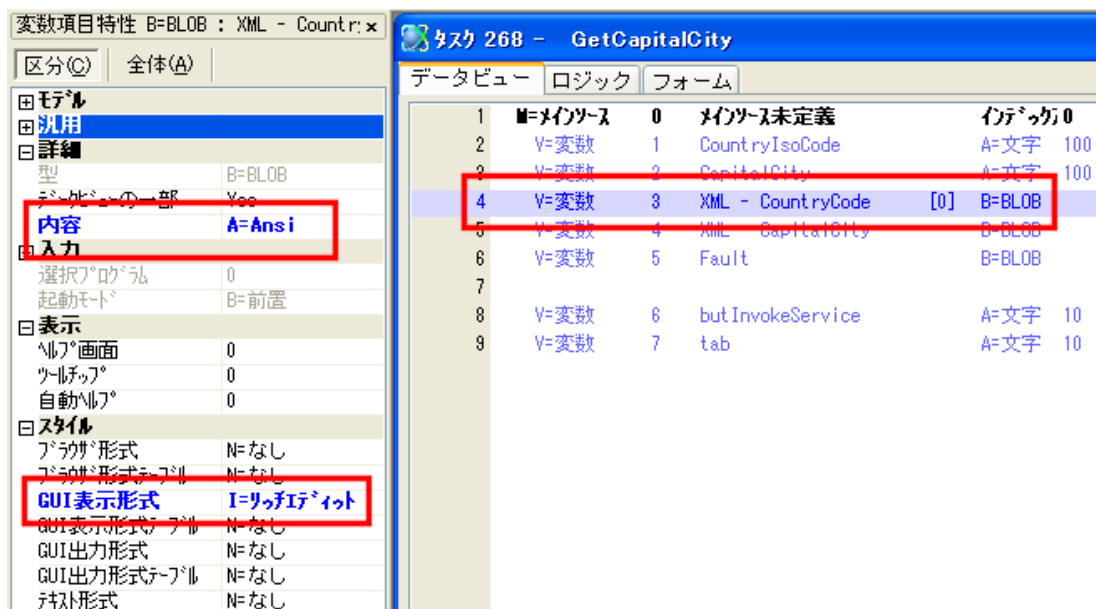 変数項目特性 B=BLOB : XML - Countr: x
区分(C) 全体(A)
ﾓﾃﾞﾙ
汎用
詳細
型 B=BLOB
ﾃﾞｰﾀﾋﾞｭｰの一部 Yes
内容 A=Ansi
入力
選択ﾌﾟﾛｸﾞﾗﾑ 0
起動ﾓｰﾄﾞ B=前置
表示
ﾍﾙﾌﾟ画面 0
ﾂｰﾙﾁｯﾌﾟ 0
自動ﾍﾙﾌﾟ 0
ｽﾀｲﾙ
ﾌﾞﾗｳｻﾞ形式 N=なし
ﾌﾞﾗｳｻﾞ形式ﾃｰﾌﾞﾙ N=なし
GUI表示形式 I=ﾘｯﾁｴﾃﾞｨｯﾄ
GUI表示形式ﾃｰﾌﾞﾙ N=なし
GUI出力形式 N=なし
GUI出力形式ﾃｰﾌﾞﾙ N=なし
ﾃｷｽﾄ形式 N=なし
ﾀｽｸ 268 - GetCapitalCity
データビュー ロジック フォーム
1 M=ﾒｲﾝｿｰｽ 0 ﾒｲﾝｿｰｽ未定義 ｲﾝﾃﾞｯｸｽ 0
2 V=変数 1 CountryIsoCode A=文字 100
3 V=変数 2 CapitalCity A=文字 100
4 V=変数 3 XML - CountryCode [0] B=BLOB
5 V=変数 4 XML - CapitalCity B=BLOB
6 V=変数 5 Fault B=BLOB
7
8 V=変数 6 butInvokeService A=文字 10
9 V=変数 7 tab A=文字 10